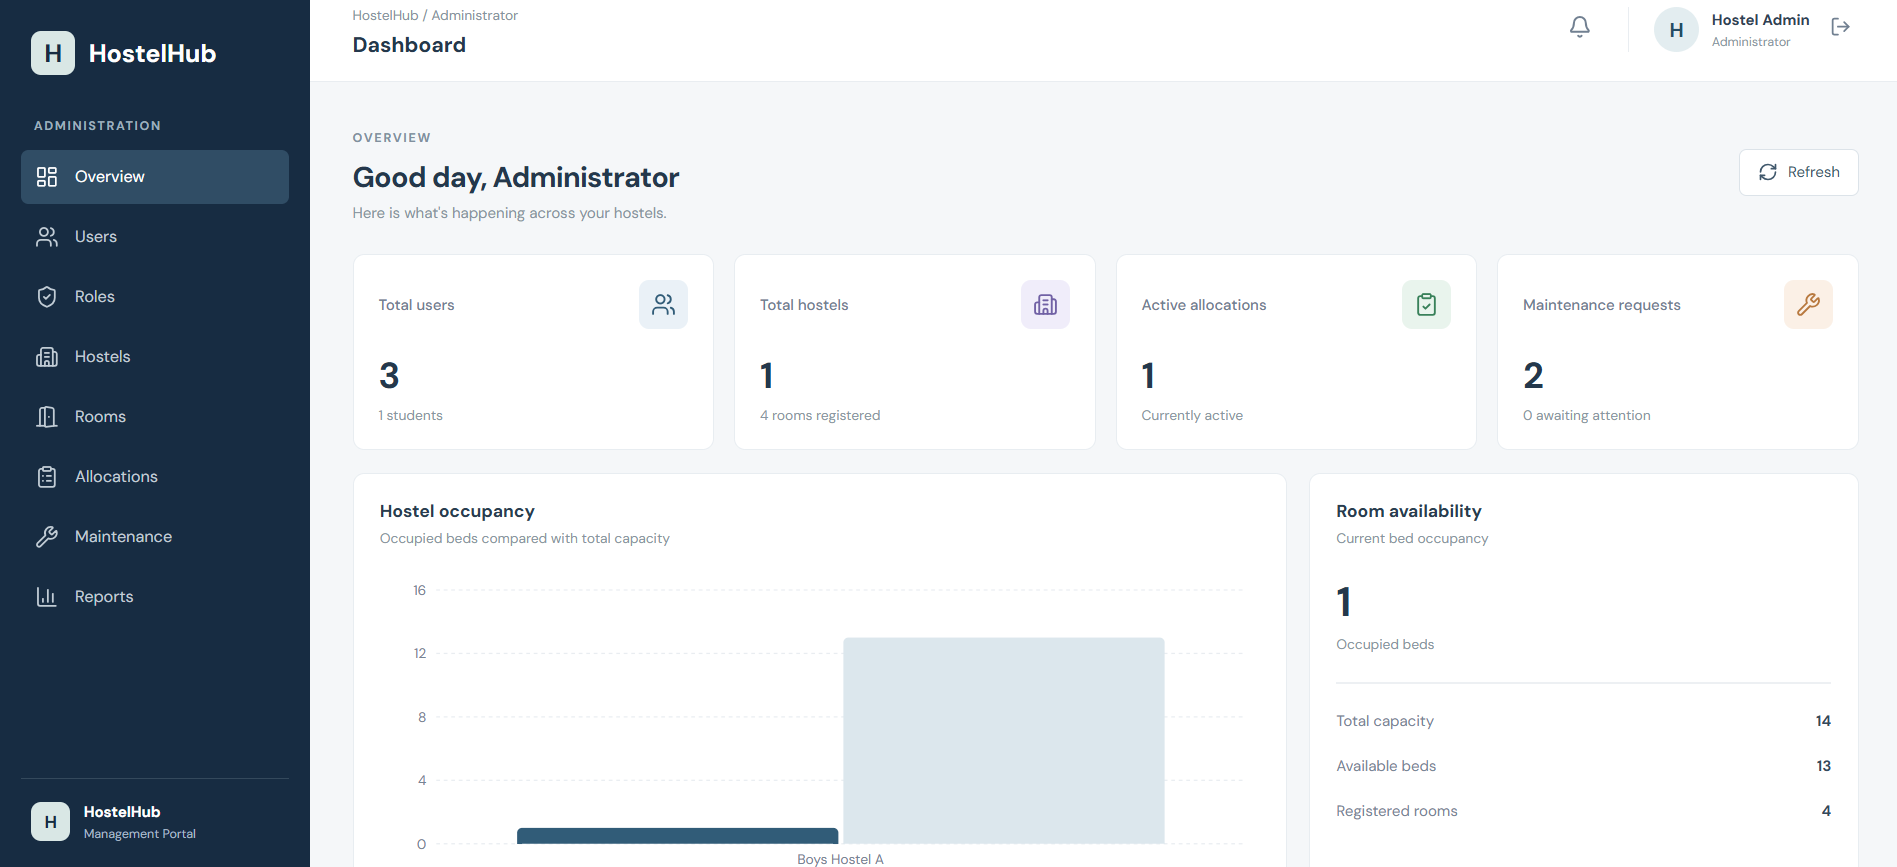 H HostelHub
ADMINISTRATION
Overview
Users
Roles
Hostels
Rooms
Allocations
Maintenance
Reports
H HostelHub
Management Portal
HostelHub / Administrator
Dashboard
H Hostel Admin
Administrator
OVERVIEW
Good day, Administrator
Here is what's happening across your hostels.
Refresh
Total users
3
1 students
Total hostels
1
4 rooms registered
Active allocations
1
Currently active
Maintenance requests
2
0 awaiting attention
Hostel occupancy
Occupied beds compared with total capacity
16
12
8
4
0
Boys Hostel A
Room availability
Current bed occupancy
1
Occupied beds
Total capacity 14
Available beds 13
Registered rooms 4